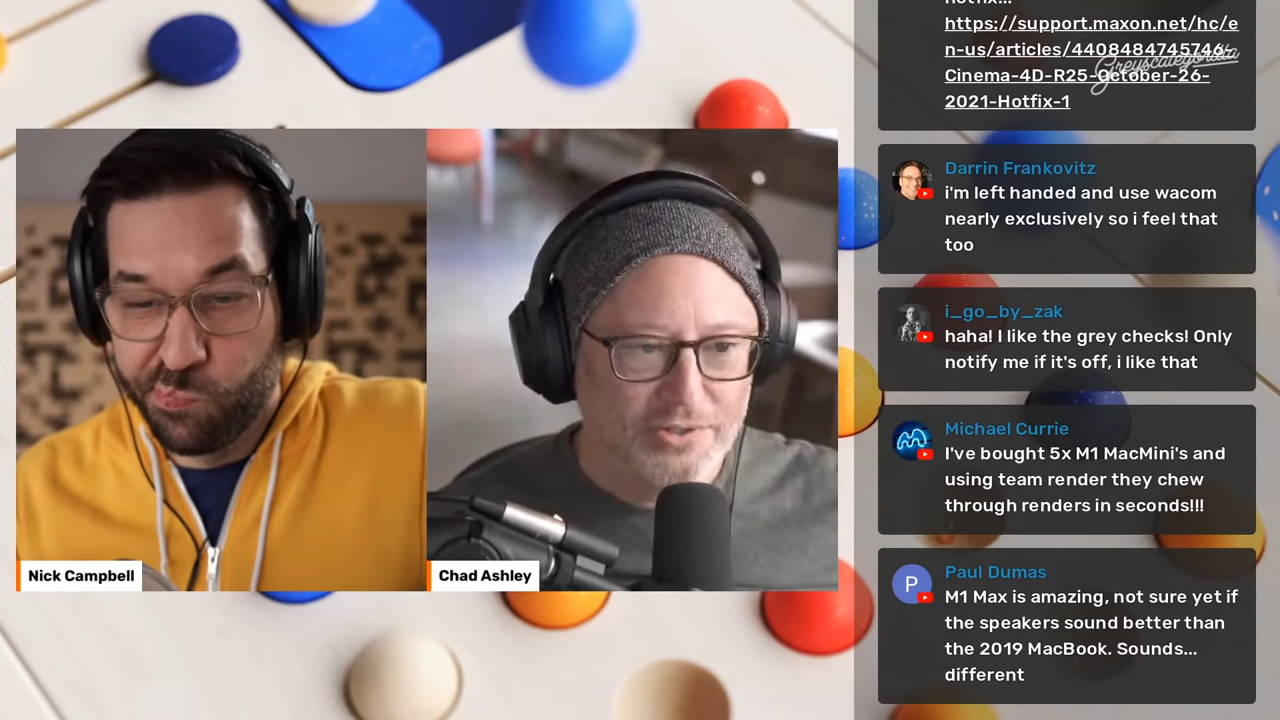 hotfix...
https://support.maxon.net/hc/e
n-us/articles/4408484745746-
Cinema-4D-R25-October-26-
2021-Hotfix-1
Greyscalegorilla
Darrin Frankovitz
i'm left handed and use wacom
nearly exclusively so i feel that
too
i_go_by_zak
haha! I like the grey checks! Only
notify me if it's off, i like that
Michael Currie
I've bought 5x M1 MacMini's and
using team render they chew
through renders in seconds!!!
P
Paul Dumas
M1 Max is amazing, not sure yet if
the speakers sound better than
the 2019 MacBook. Sounds...
different
Nick Campbell
Chad Ashley